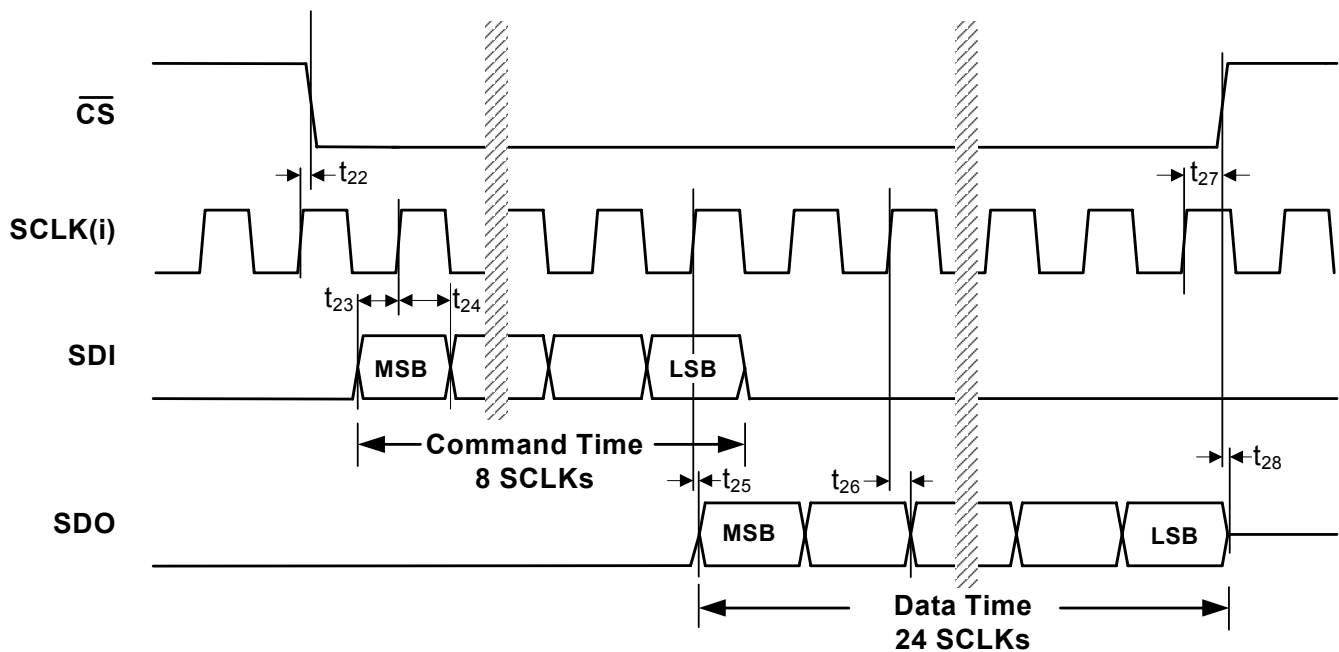 CS
t22
t27
SCLK(i)
t23
t24
SDI
MSB
LSB
Command Time
8 SCLKs
t25
t26
t28
SDO
MSB
LSB
Data Time
24 SCLKs